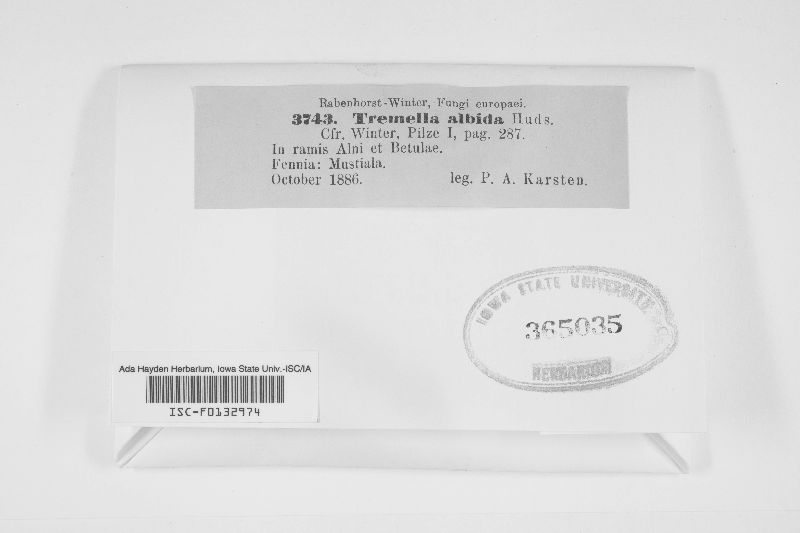 Rabenhorst-Winter, Fungi europaei.
3743. Tremella albida Huds.
Cfr. Winter, Pilze I, pag. 287.
In ramis Alni et Betulae.
Fennia: Mustiala.
October 1886. leg. P. A. Karsten.
IOWA STATE UNIVERSITY
365035
HERBARIUM
Ada Hayden Herbarium, Iowa State Univ.-ISC/IA
ISC-F0132974